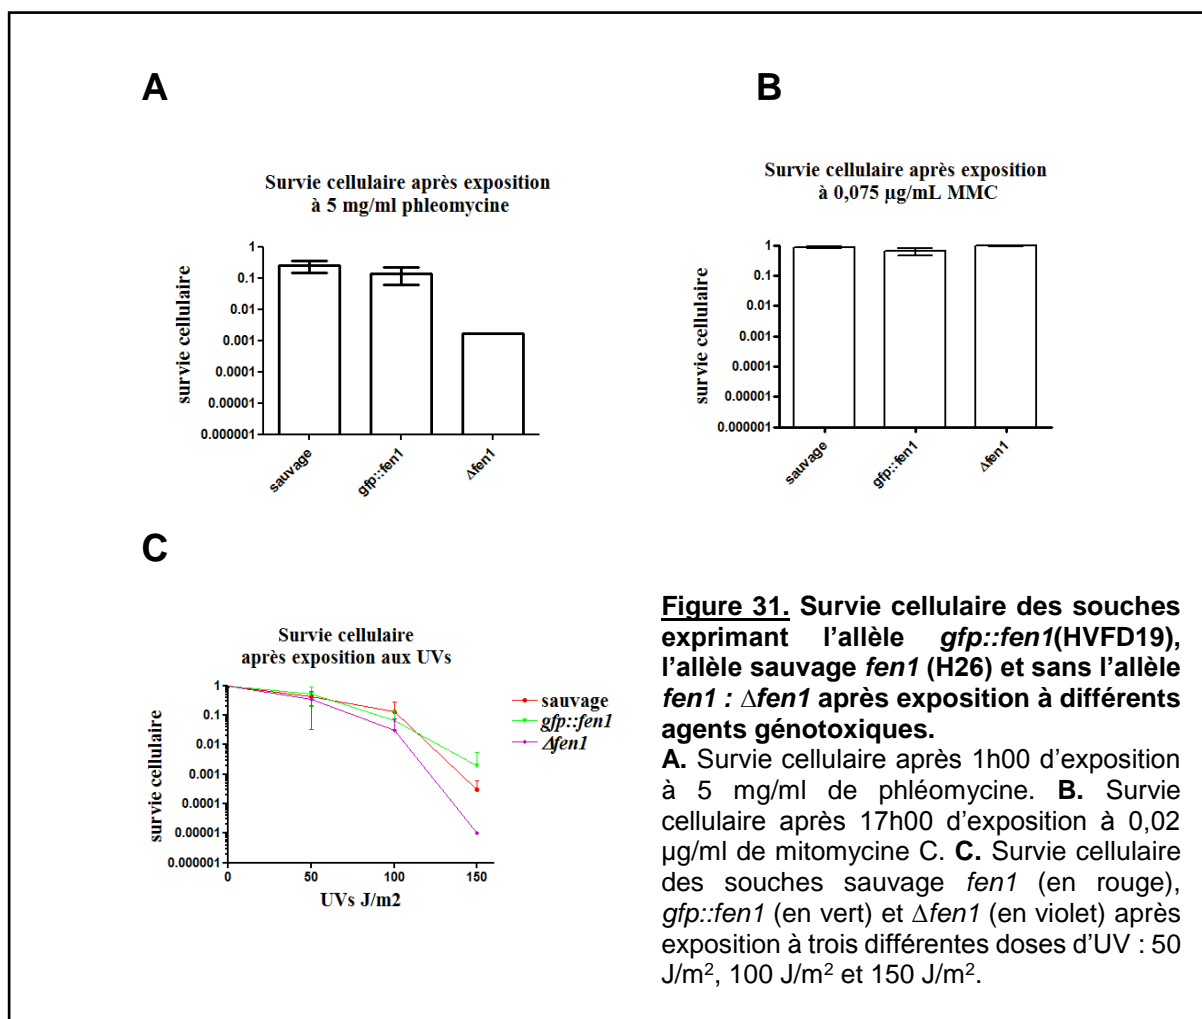 A
Survie cellulaire après exposition
à 5 mg/ml phleomycine
survie cellulaire
1
0.1
0.01
0.001
0.0001
0.00001
0.000001
sauvage
gfp::fen1
Δfen1
B
Survie cellulaire après exposition
à 0,075 µg/mL MMC
survie cellulaire
1
0.1
0.01
0.001
0.0001
0.00001
0.000001
sauvage
gfp::fen1
Δfen1
C
Survie cellulaire
après exposition aux UVs
survie cellulaire
1
0.1
0.01
0.001
0.0001
0.00001
0.000001
0
50
100
150
UVs J/m2
sauvage
gfp::fen1
Δfen1
Figure 31. Survie cellulaire des souches
exprimant l'allèle gfp::fen1(HVFD19),
l'allèle sauvage fen1 (H26) et sans l'allèle
fen1 : Δfen1 après exposition à différents
agents génotoxiques.
A. Survie cellulaire après 1h00 d'exposition
à 5 mg/ml de phléomycine. B. Survie
cellulaire après 17h00 d'exposition à 0,02
µg/ml de mitomycine C. C. Survie cellulaire
des souches sauvage fen1 (en rouge),
gfp::fen1 (en vert) et Δfen1 (en violet) après
exposition à trois différentes doses d'UV : 50
J/m², 100 J/m² et 150 J/m².